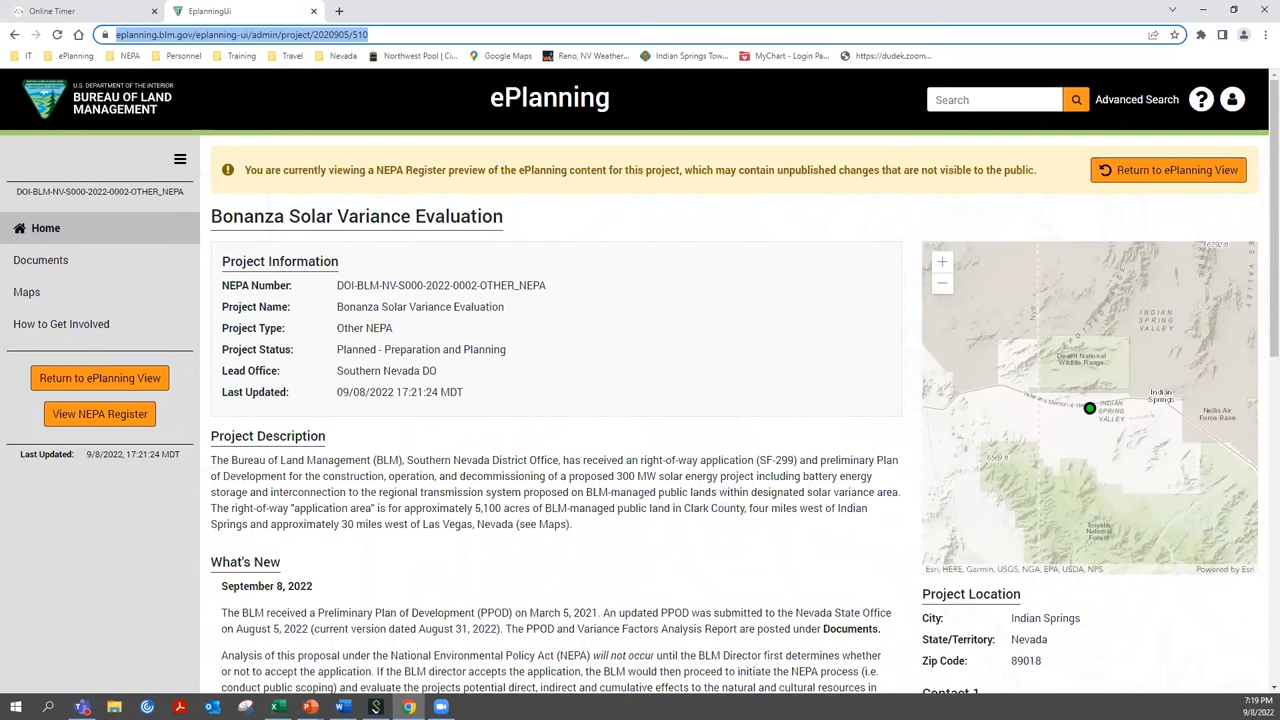 Online Timer
EplanningUi
eplanning.blm.gov/eplanning-ui/admin/project/2020905/510
IT
ePlanning
NEPA
Personnel
Training
Travel
Nevada
Northwest Pool | Ci...
Google Maps
Reno, NV Weather...
Indian Springs Tow...
MyChart - Login Pa...
https://dudek.zoom...
U.S. DEPARTMENT OF THE INTERIOR
BUREAU OF LAND
MANAGEMENT
ePlanning
Search
Advanced Search
DOI-BLM-NV-S000-2022-0002-OTHER_NEPA
Home
Documents
Maps
How to Get Involved
Return to ePlanning View
View NEPA Register
Last Updated: 9/8/2022, 17:21:24 MDT
You are currently viewing a NEPA Register preview of the ePlanning content for this project, which may contain unpublished changes that are not visible to the public.
Return to ePlanning View
Bonanza Solar Variance Evaluation
Project Information
NEPA Number: DOI-BLM-NV-S000-2022-0002-OTHER_NEPA
Project Name: Bonanza Solar Variance Evaluation
Project Type: Other NEPA
Project Status: Planned - Preparation and Planning
Lead Office: Southern Nevada DO
Last Updated: 09/08/2022 17:21:24 MDT
Project Description
The Bureau of Land Management (BLM), Southern Nevada District Office, has received an right-of-way application (SF-299) and preliminary Plan
of Development for the construction, operation, and decommissioning of a proposed 300 MW solar energy project including battery energy
storage and interconnection to the regional transmission system proposed on BLM-managed public lands within designated solar variance area.
The right-of-way "application area" is for approximately 5,100 acres of BLM-managed public land in Clark County, four miles west of Indian
Springs and approximately 30 miles west of Las Vegas, Nevada (see Maps).
What's New
September 8, 2022
The BLM received a Preliminary Plan of Development (PPOD) on March 5, 2021. An updated PPOD was submitted to the Nevada State Office
on August 5, 2022 (current version dated August 31, 2022). The PPOD and Variance Factors Analysis Report are posted under Documents.
Analysis of this proposal under the National Environmental Policy Act (NEPA) will not occur until the BLM Director first determines whether
or not to accept the application. If the BLM director accepts the application, the BLM would then proceed to initiate the NEPA process (i.e.
conduct public scoping) and evaluate the projects potential direct, indirect and cumulative effects to the natural and cultural resources in
6792 ft
Nye
SPOTTED RANGE
INDIAN
SPRING
VALLEY
Desert National
Wildlife Range
Veterans Memorial
INDIAN
SPRING
VALLEY
Indian
Springs
Nellis Air
Force Base
6569 ft
Toiyabe
National
Forest
Esri, HERE, Garmin, USGS, NGA, EPA, USDA, NPS
Powered by Esri
Project Location
City: Indian Springs
State/Territory: Nevada
Zip Code: 89018
Contact 1
7:19 PM
9/8/2022